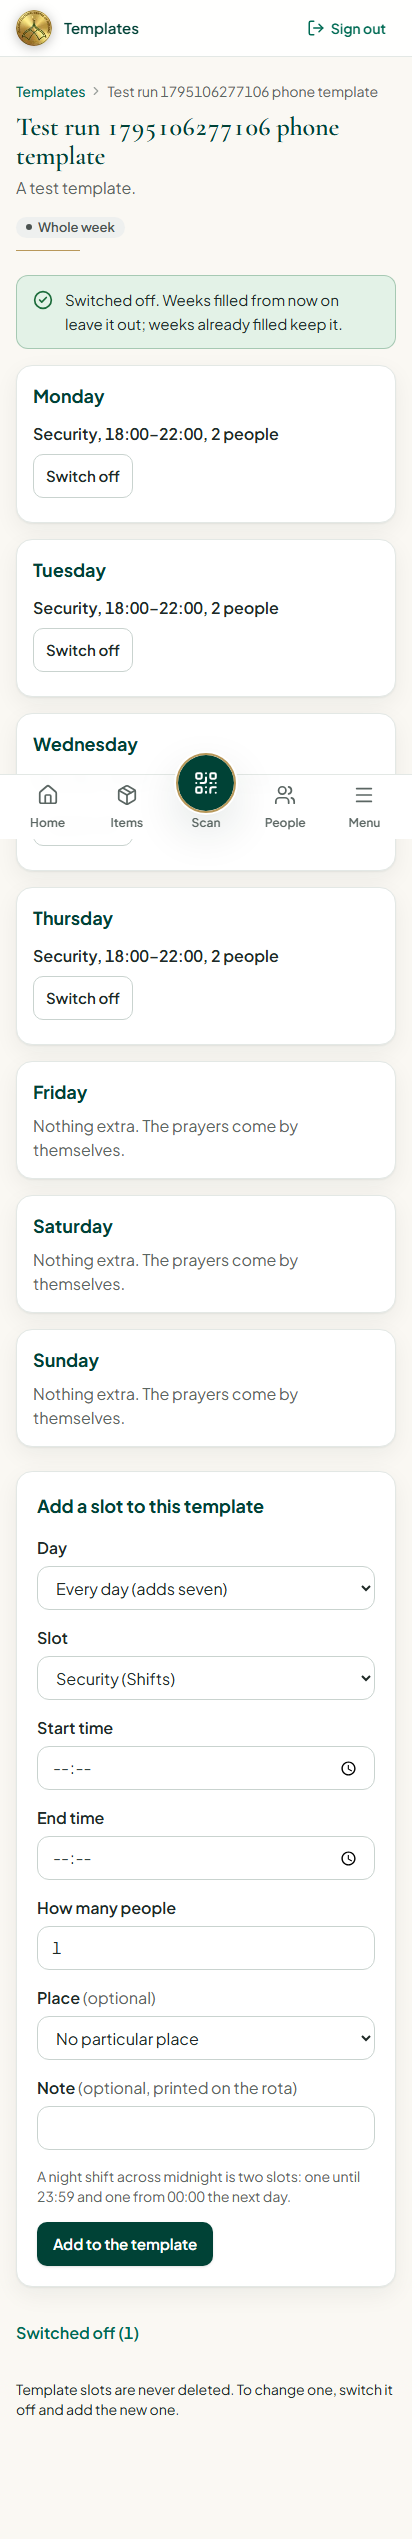 Templates
Sign out
Templates > Test run 1795106277106 phone template
Test run 1795106277106 phone
template
A test template.
Whole week
Switched off. Weeks filled from now on
leave it out; weeks already filled keep it.
Monday
Security, 18:00–22:00, 2 people
Switch off
Tuesday
Security, 18:00–22:00, 2 people
Switch off
Wednesday
Home
Items
Scan
People
Menu
Thursday
Security, 18:00–22:00, 2 people
Switch off
Friday
Nothing extra. The prayers come by
themselves.
Saturday
Nothing extra. The prayers come by
themselves.
Sunday
Nothing extra. The prayers come by
themselves.
Add a slot to this template
Day
Every day (adds seven)
Slot
Security (Shifts)
Start time
--:--
End time
--:--
How many people
1
Place (optional)
No particular place
Note (optional, printed on the rota)
A night shift across midnight is two slots: one until
23:59 and one from 00:00 the next day.
Add to the template
Switched off (1)
Template slots are never deleted. To change one, switch it
off and add the new one.